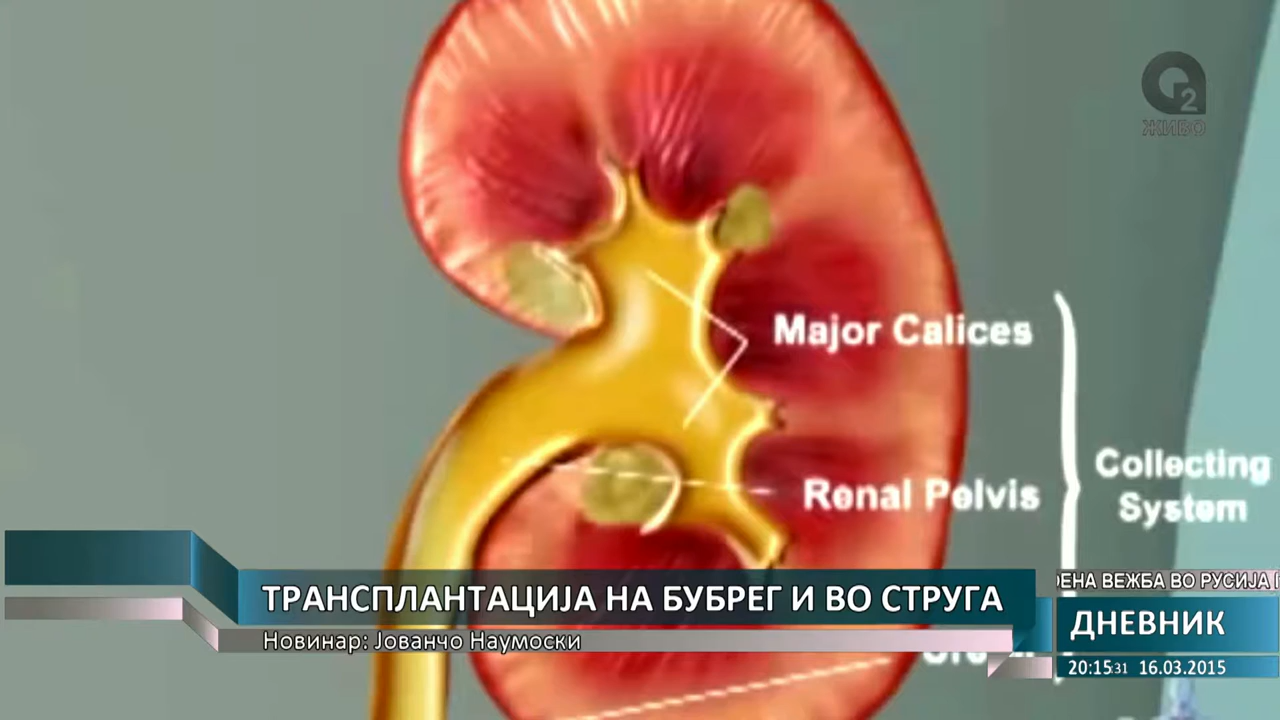 2
ЖИВО
Major Calices
Collecting
System
Renal Pelvis
ТРАНСПЛАНТАЦИЈА НА БУБРЕГ И ВО СТРУГА
Новинар: Јованчо Наумоски
ВЕЖБА ВО РУСИЈА
ДНЕВНИК
20:15:31 16.03.2015